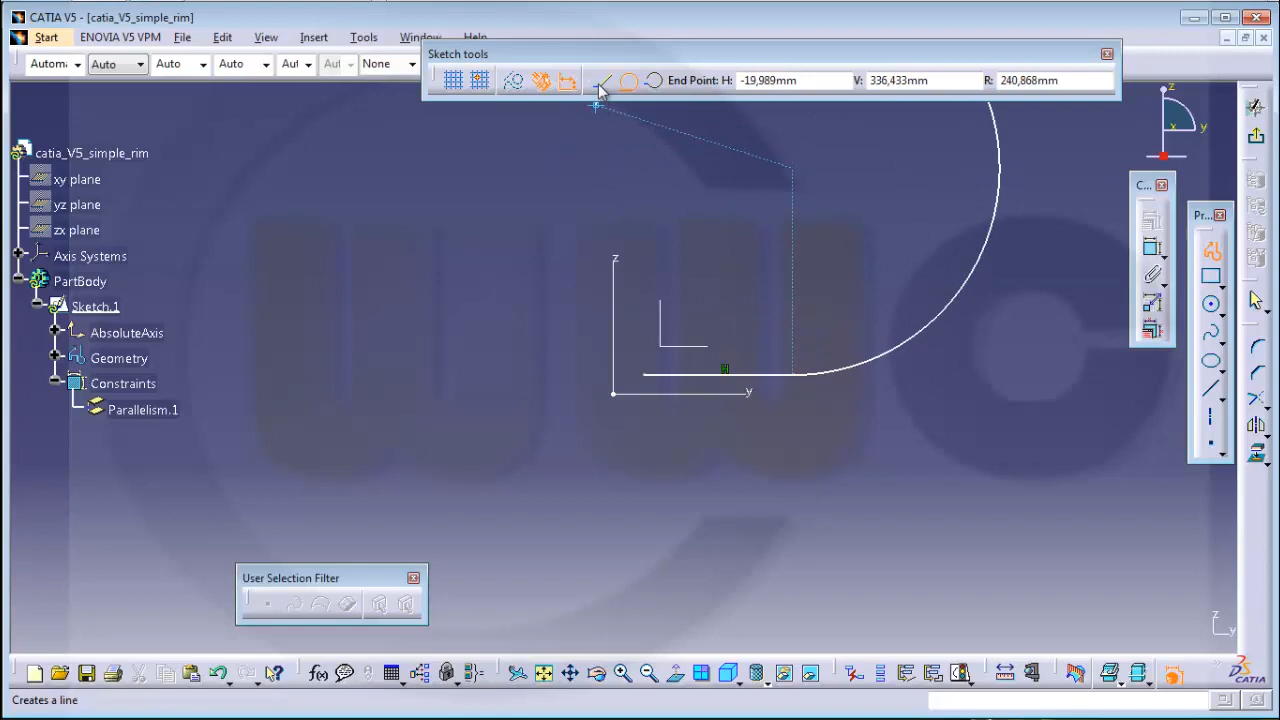 CATIA V5 - [catia_V5_simple_rim]
Start ENOVIA V5 VPM File Edit View Insert Tools Window
Sketch tools
Automa Auto Auto Auto Aut Aut None
End Point: H: -19,989mm V: 336,433mm R: 240,868mm
z
x y
catia_V5_simple_rim
xy plane
yz plane
zx plane
Axis Systems
PartBody
Sketch.1
AbsoluteAxis
Geometry
Constraints
Parallelism.1
C...
Pr...
z
H
y
User Selection Filter
z
y
f(x)
CATIA
Creates a line